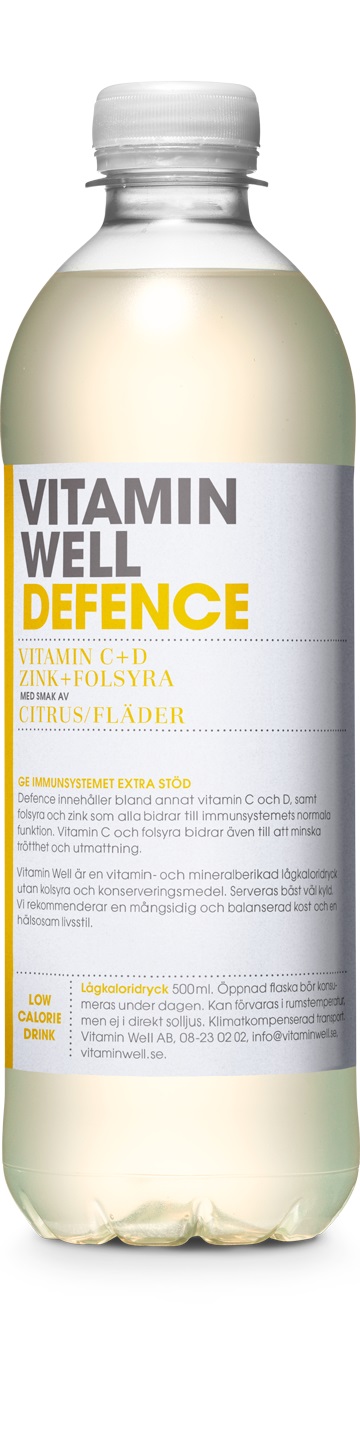 VITAMIN
WELL
DEFENCE
VITAMIN C+D
ZINK+FOLSYRA
MED SMAK AV
CITRUS/FLÄDER
GE IMMUNSYSTEMET EXTRA STÖD
Defence innehåller bland annat vitamin C och D, samt
folsyra och zink som alla bidrar till immunsystemets normala
funktion. Vitamin C och folsyra bidrar även till att minska
trötthet och utmattning.
Vitamin Well är en vitamin- och mineralberikad lågkaloridryck
utan kolsyra och konserveringsmedel. Serveras bäst väl kyld.
Vi rekommenderar en mångsidig och balanserad kost och en
hälsosam livsstil.
LOW
CALORIE
DRINK
Lågkaloridryck 500ml. Öppnad flaska bör konsu-
meras under dagen. Kan förvaras i rumstemperatur,
men ej i direkt solljus. Klimatkompenserad transport.
Vitamin Well AB, 08-23 02 02, info@vitaminwell.se,
vitaminwell.se.